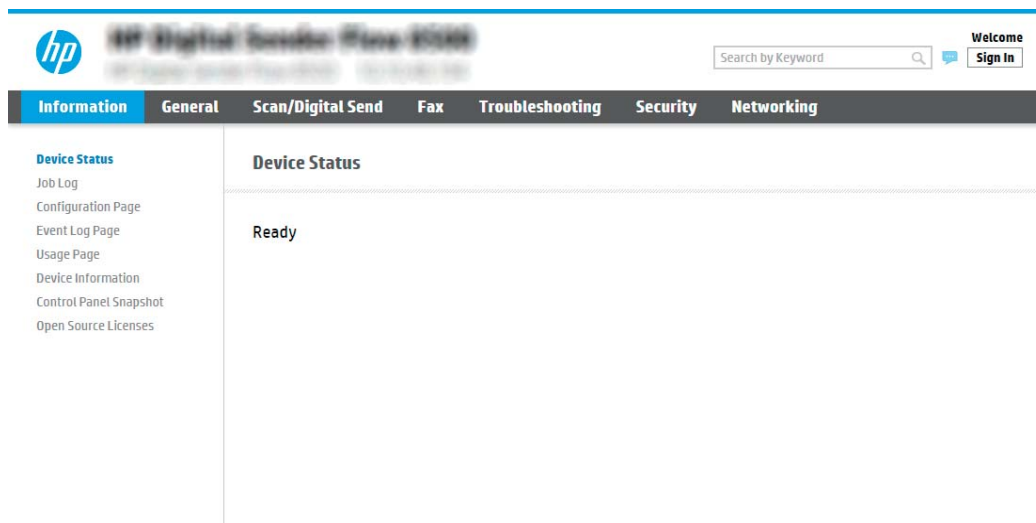 hp
Welcome
Search by Keyword
Sign In
Information General Scan/Digital Send Fax Troubleshooting Security Networking
Device Status
Job Log
Configuration Page
Event Log Page
Usage Page
Device Information
Control Panel Snapshot
Open Source Licenses
Device Status
Ready